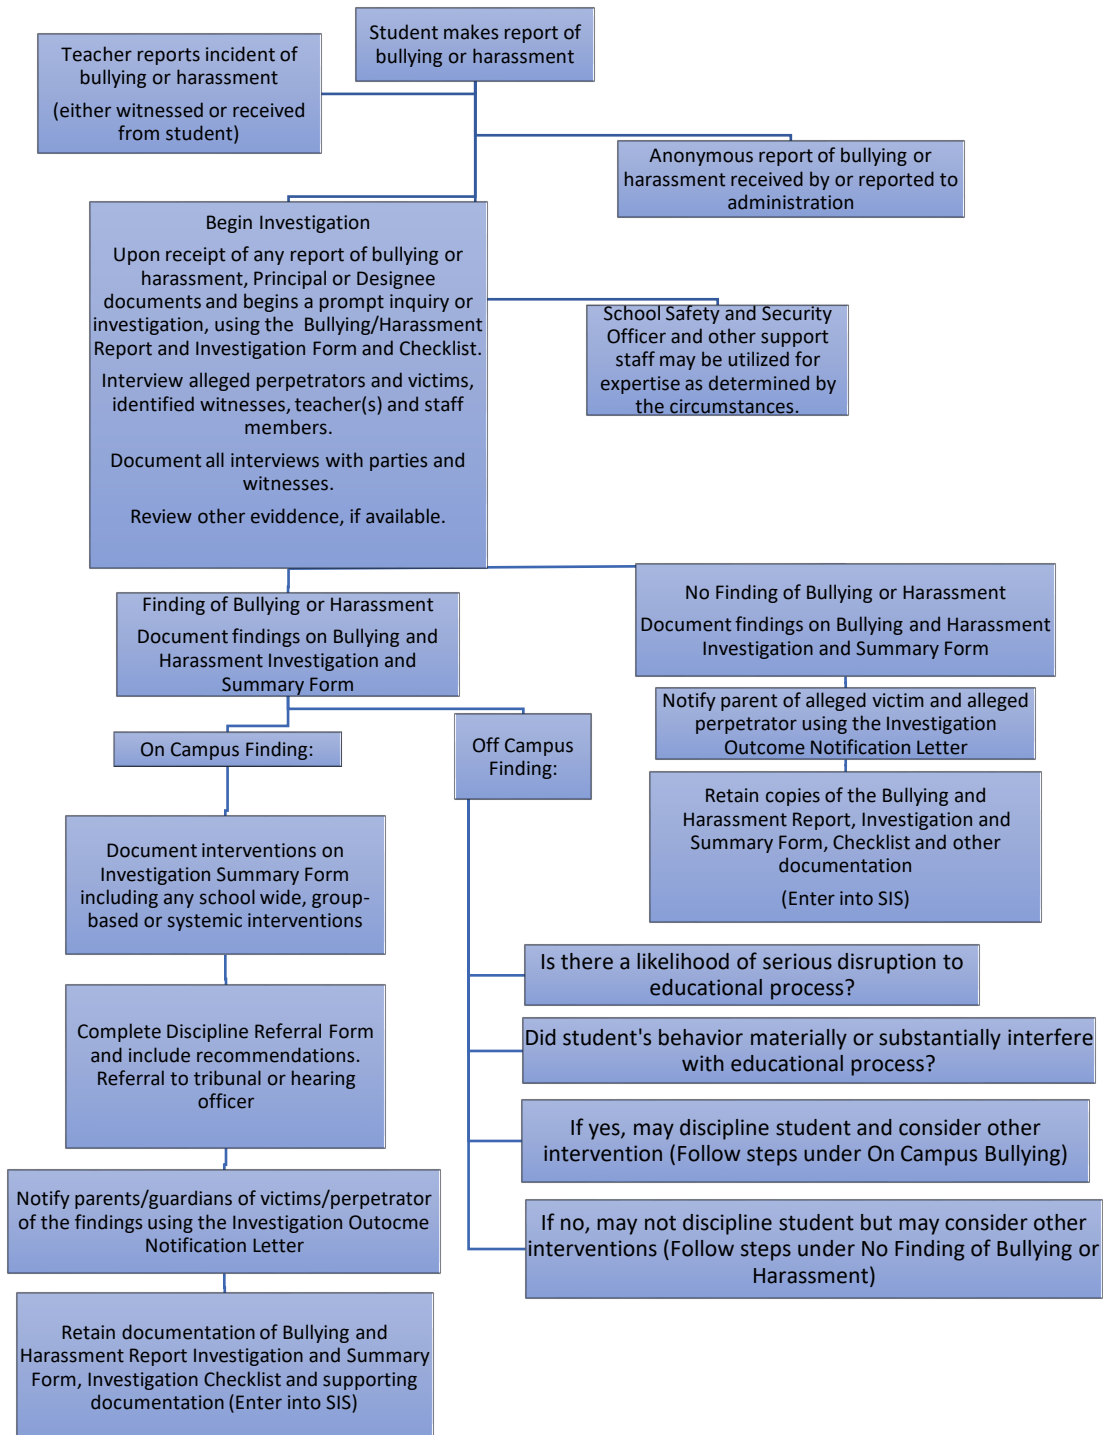 Student makes report of
bullying or harassment
Teacher reports incident of
bullying or harassment
(either witnessed or received
from student)
Anonymous report of bullying or
harassment received by or reported to
administration
Begin Investigation
Upon receipt of any report of bullying or
harassment, Principal or Designee
documents and begins a prompt inquiry or
investigation, using the Bullying/Harassment
Report and Investigation Form and Checklist.
Interview alleged perpetrators and victims,
identified witnesses, teacher(s) and staff
members.
Document all interviews with parties and
witnesses.
Review other eviddence, if available.
School Safety and Security
Officer and other support
staff may be utilized for
expertise as determined by
the circumstances.
Finding of Bullying or Harassment
Document findings on Bullying and
Harassment Investigation and
Summary Form
No Finding of Bullying or Harassment
Document findings on Bullying and Harassment
Investigation and Summary Form
Notify parent of alleged victim and alleged
perpetrator using the Investigation
Outcome Notification Letter
Retain copies of the Bullying and
Harassment Report, Investigation and
Summary Form, Checklist and other
documentation
(Enter into SIS)
On Campus Finding:
Off Campus
Finding:
Document interventions on
Investigation Summary Form
including any school wide, group-
based or systemic interventions
Complete Discipline Referral Form
and include recommendations.
Referral to tribunal or hearing
officer
Notify parents/guardians of victims/perpetrator
of the findings using the Investigation Outocme
Notification Letter
Retain documentation of Bullying and
Harassment Report Investigation and Summary
Form, Investigation Checklist and supporting
documentation (Enter into SIS)
Is there a likelihood of serious disruption to
educational process?
Did student's behavior materially or substantially interfere
with educational process?
If yes, may discipline student and consider other
intervention (Follow steps under On Campus Bullying)
If no, may not discipline student but may consider other
interventions (Follow steps under No Finding of Bullying or
Harassment)